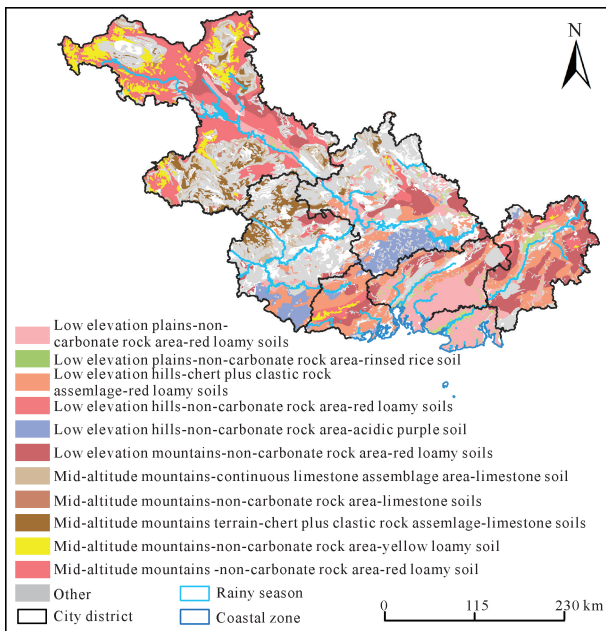 N
Low elevation plains-non-
carbonate rock area-red loamy soils
Low elevation plains-non-carbonate rock area-rinsed rice soil
Low elevation hills-chert plus clastic rock
assemlage-red loamy soils
Low elevation hills-non-carbonate rock area-red loamy soils
Low elevation hills-non-carbonate rock area-acidic purple soil
Low elevation mountains-non-carbonate rock area-red loamy soils
Mid-altitude mountains-continuous limestone assemblage area-limestone soil
Mid-altitude mountains-non-carbonate rock area-limestone soils
Mid-altitude mountains terrain-chert plus clastic rock assemlage-limestone soils
Mid-altitude mountains-non-carbonate rock area-yellow loamy soil
Mid-altitude mountains -non-carbonate rock area-red loamy soil
Other
Rainy season
City district
Coastal zone
0 115 230 km